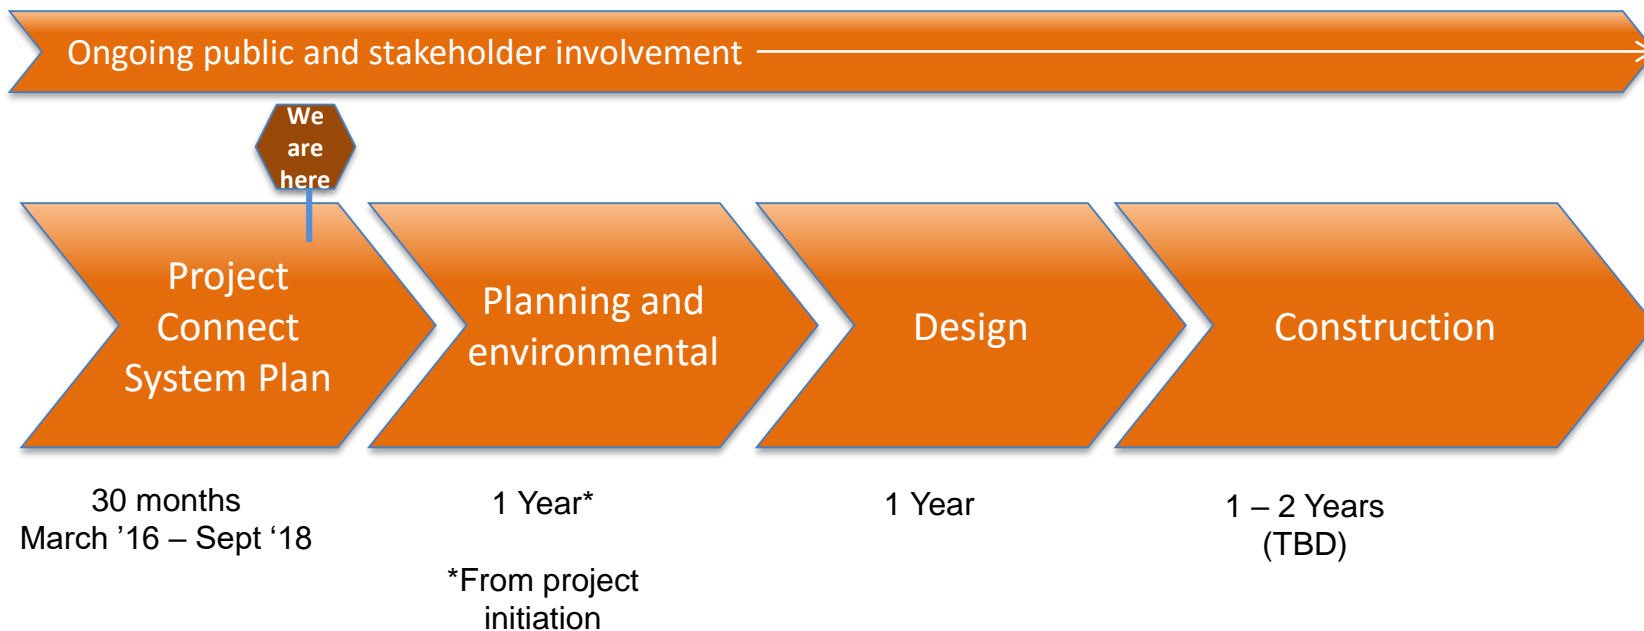 Ongoing public and stakeholder involvement
We
are
here
Project
Connect
System Plan
Planning and
environmental
Design
Construction
30 months
March ’16 – Sept ‘18
1 Year*
*From project
initiation
1 Year
1 – 2 Years
(TBD)